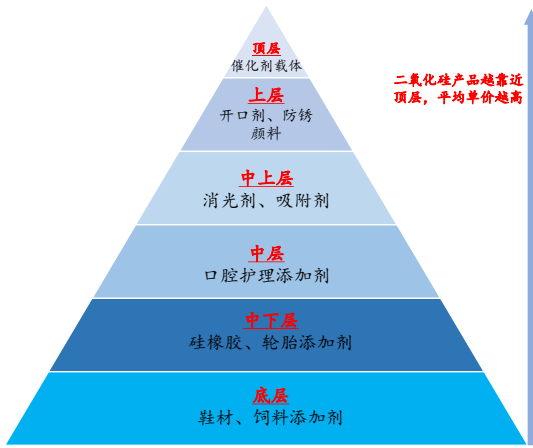 顶层
催化剂载体
二氧化硅产品越靠近
顶层，平均单价越高
上层
开口剂、防锈
颜料
中上层
消光剂、吸附剂
中层
口腔护理添加剂
中下层
硅橡胶、轮胎添加剂
底层
鞋材、饲料添加剂